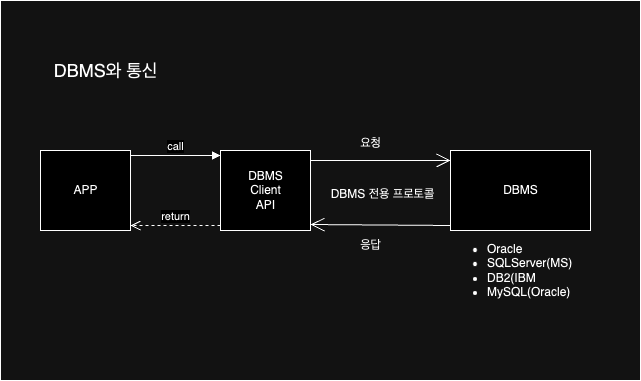 DBMS와 통신
call
요청
APP
DBMS
Client
API
DBMS 전용 프로토콜
DBMS
return
응답
• Oracle
• SQLServer(MS)
• DB2(IBM
• MySQL(Oracle)